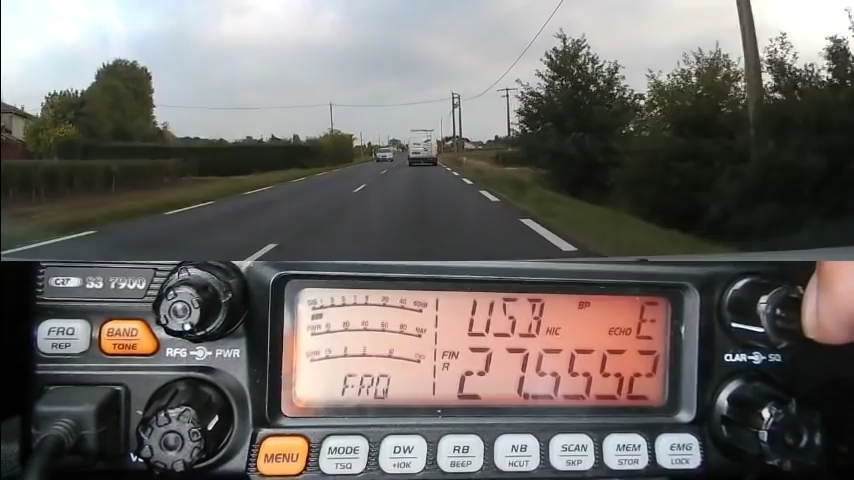 CRT SS 7900
FRQ
REP
BAND
TONE
RFG PWR
USB HIC BP ECHO E
FIN
R 27.5552
FRQ
CLAR SQ
MENU
MODE
TSQ
DW
+10K
RB
BEEP
NB
HCUT
SCAN
SKP
MEM
STOR
EMG
LOCK